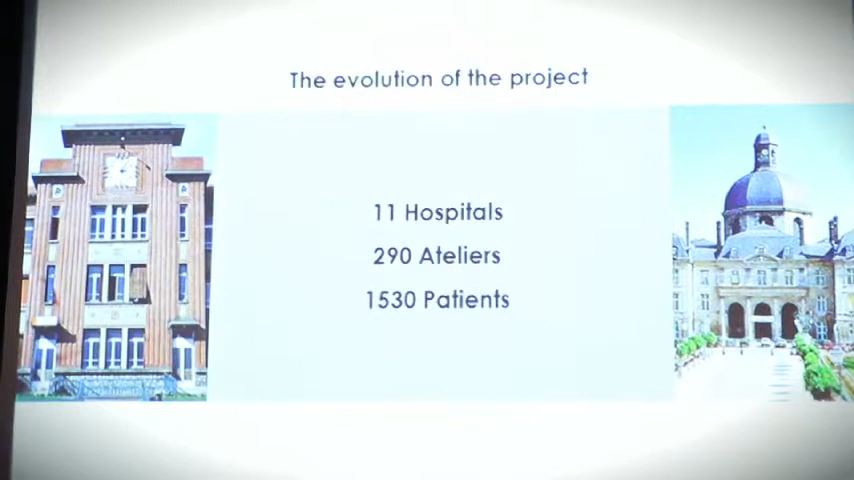 The evolution of the project
11 Hospitals
290 Ateliers
1530 Patients